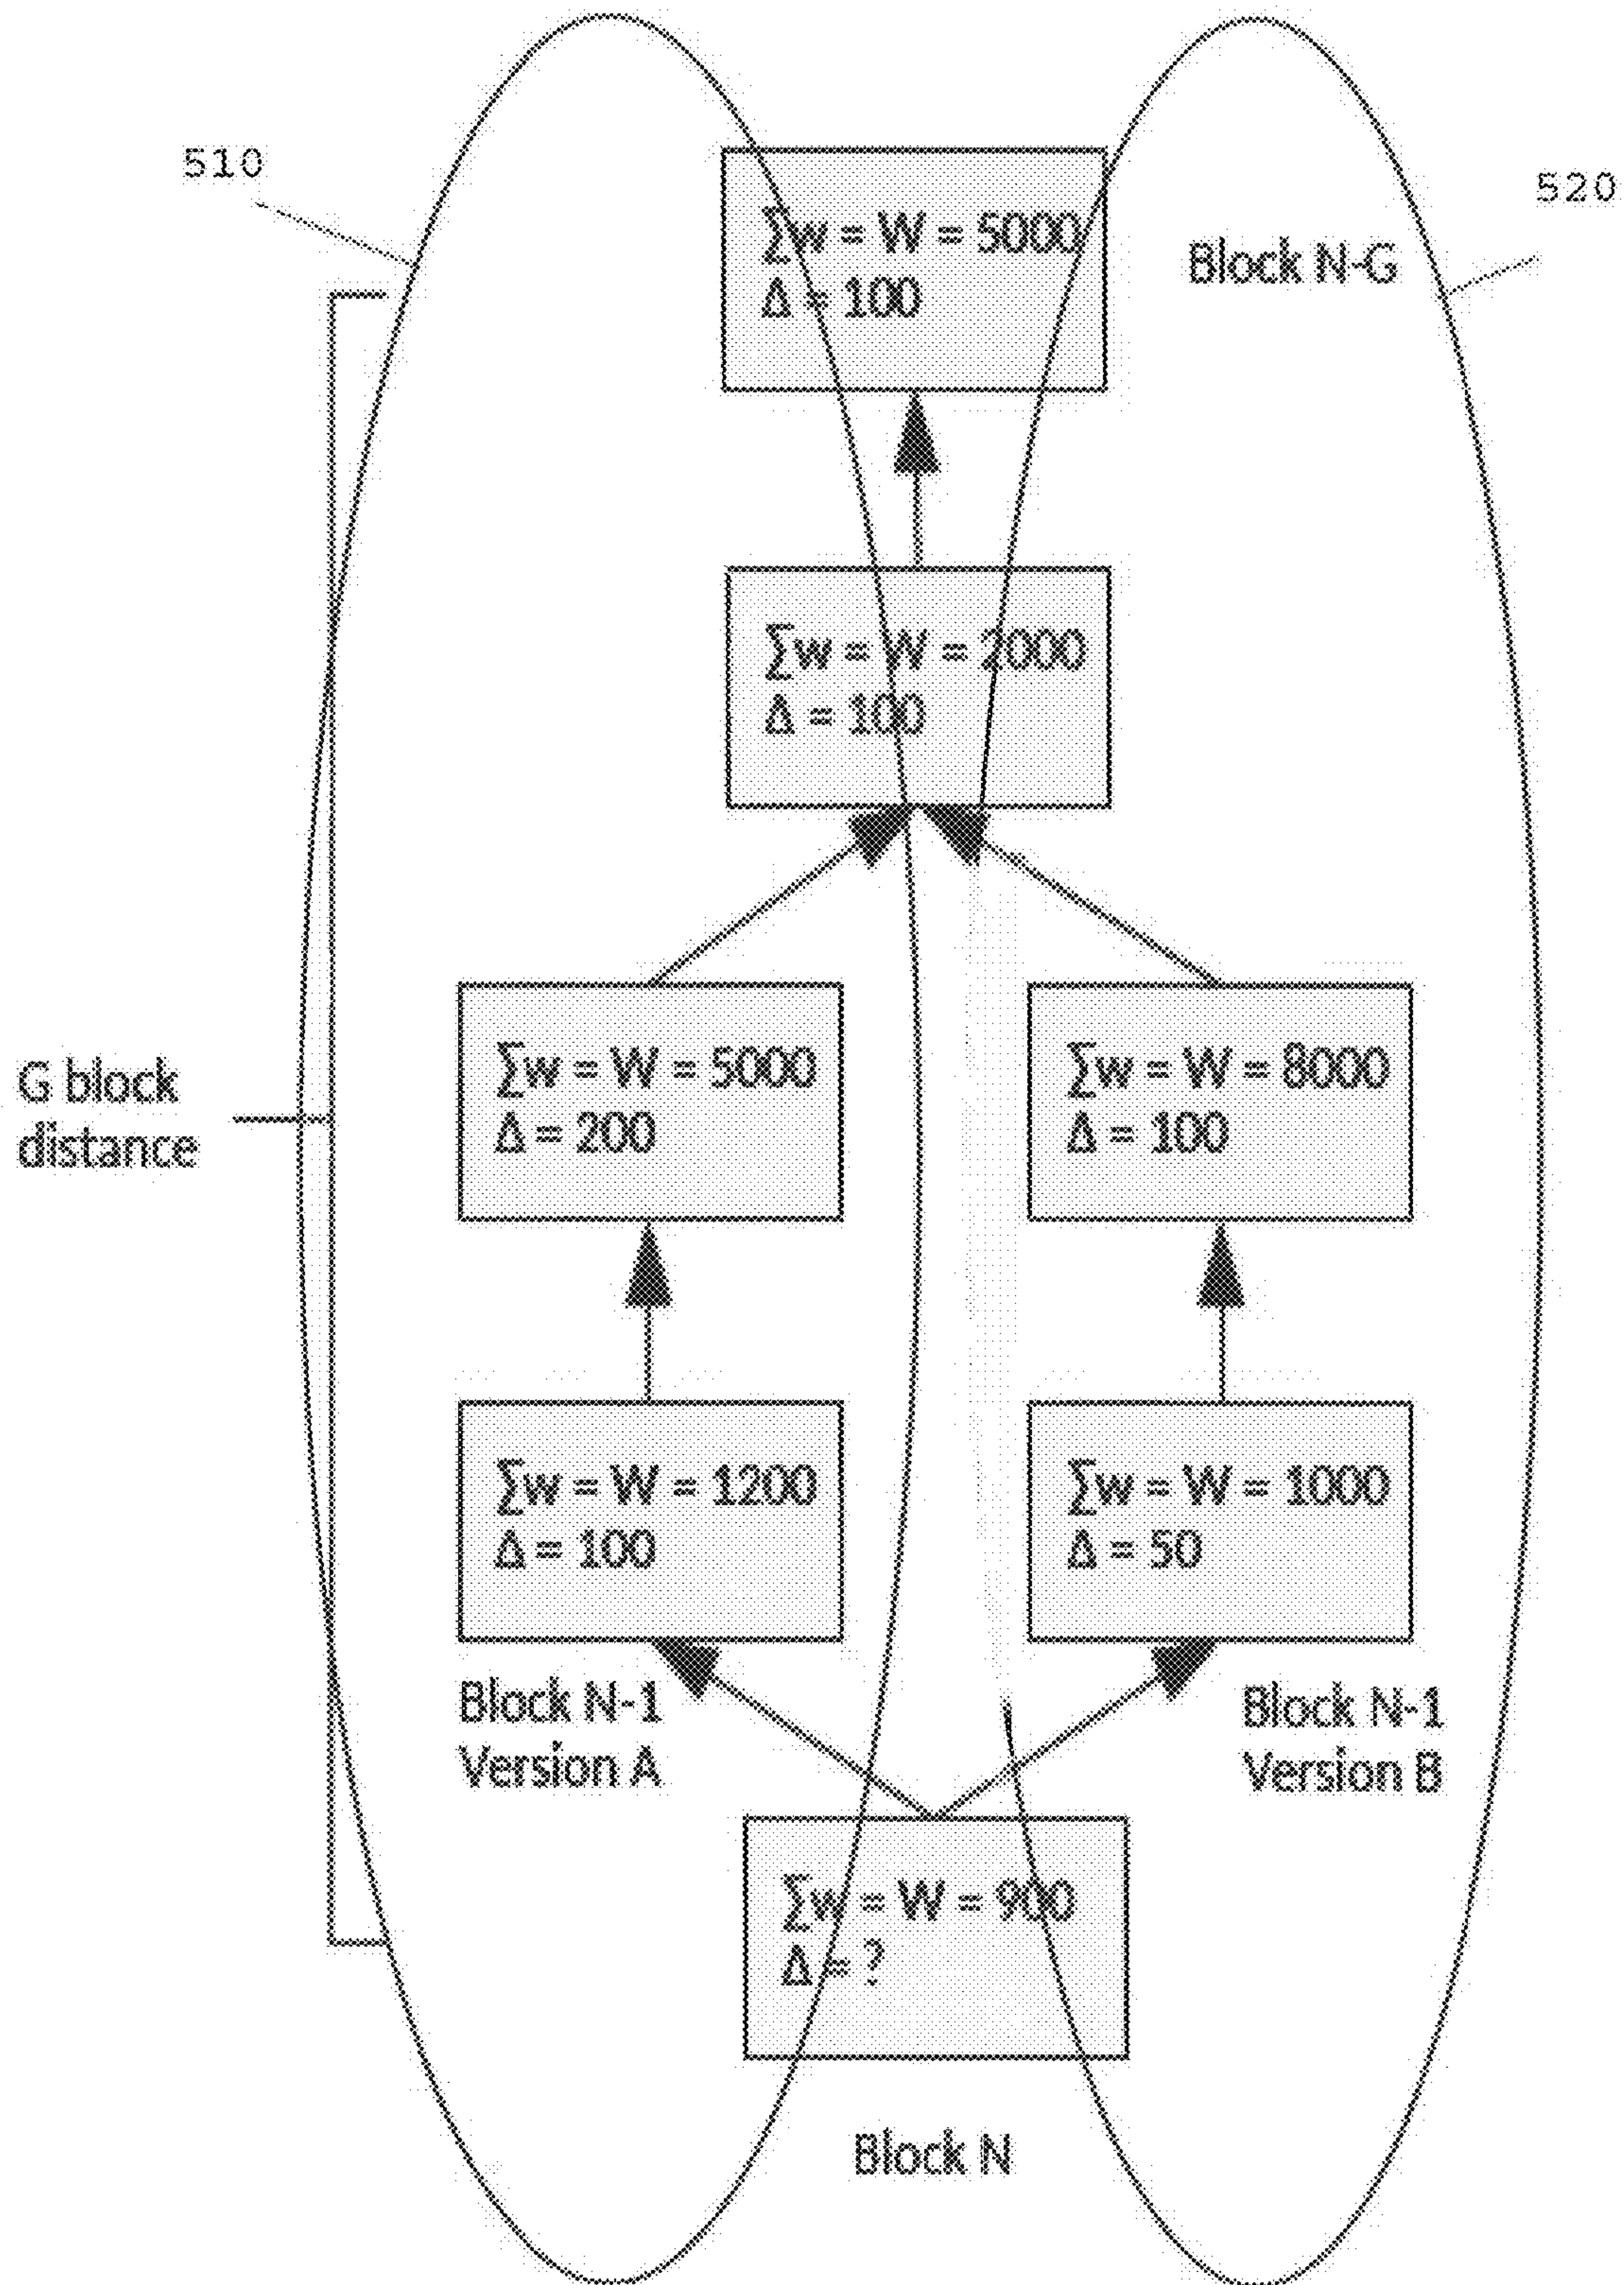 510
520
∑w = W = 5000
Δ = 100
Block N-G
∑w = W = 2000
Δ = 100
G block
distance
∑w = W = 5000
Δ = 200
∑w = W = 8000
Δ = 100
∑w = W = 1200
Δ = 100
∑w = W = 1000
Δ = 50
Block N-1
Version A
Block N-1
Version B
∑w = W = 900
Δ = ?
Block N